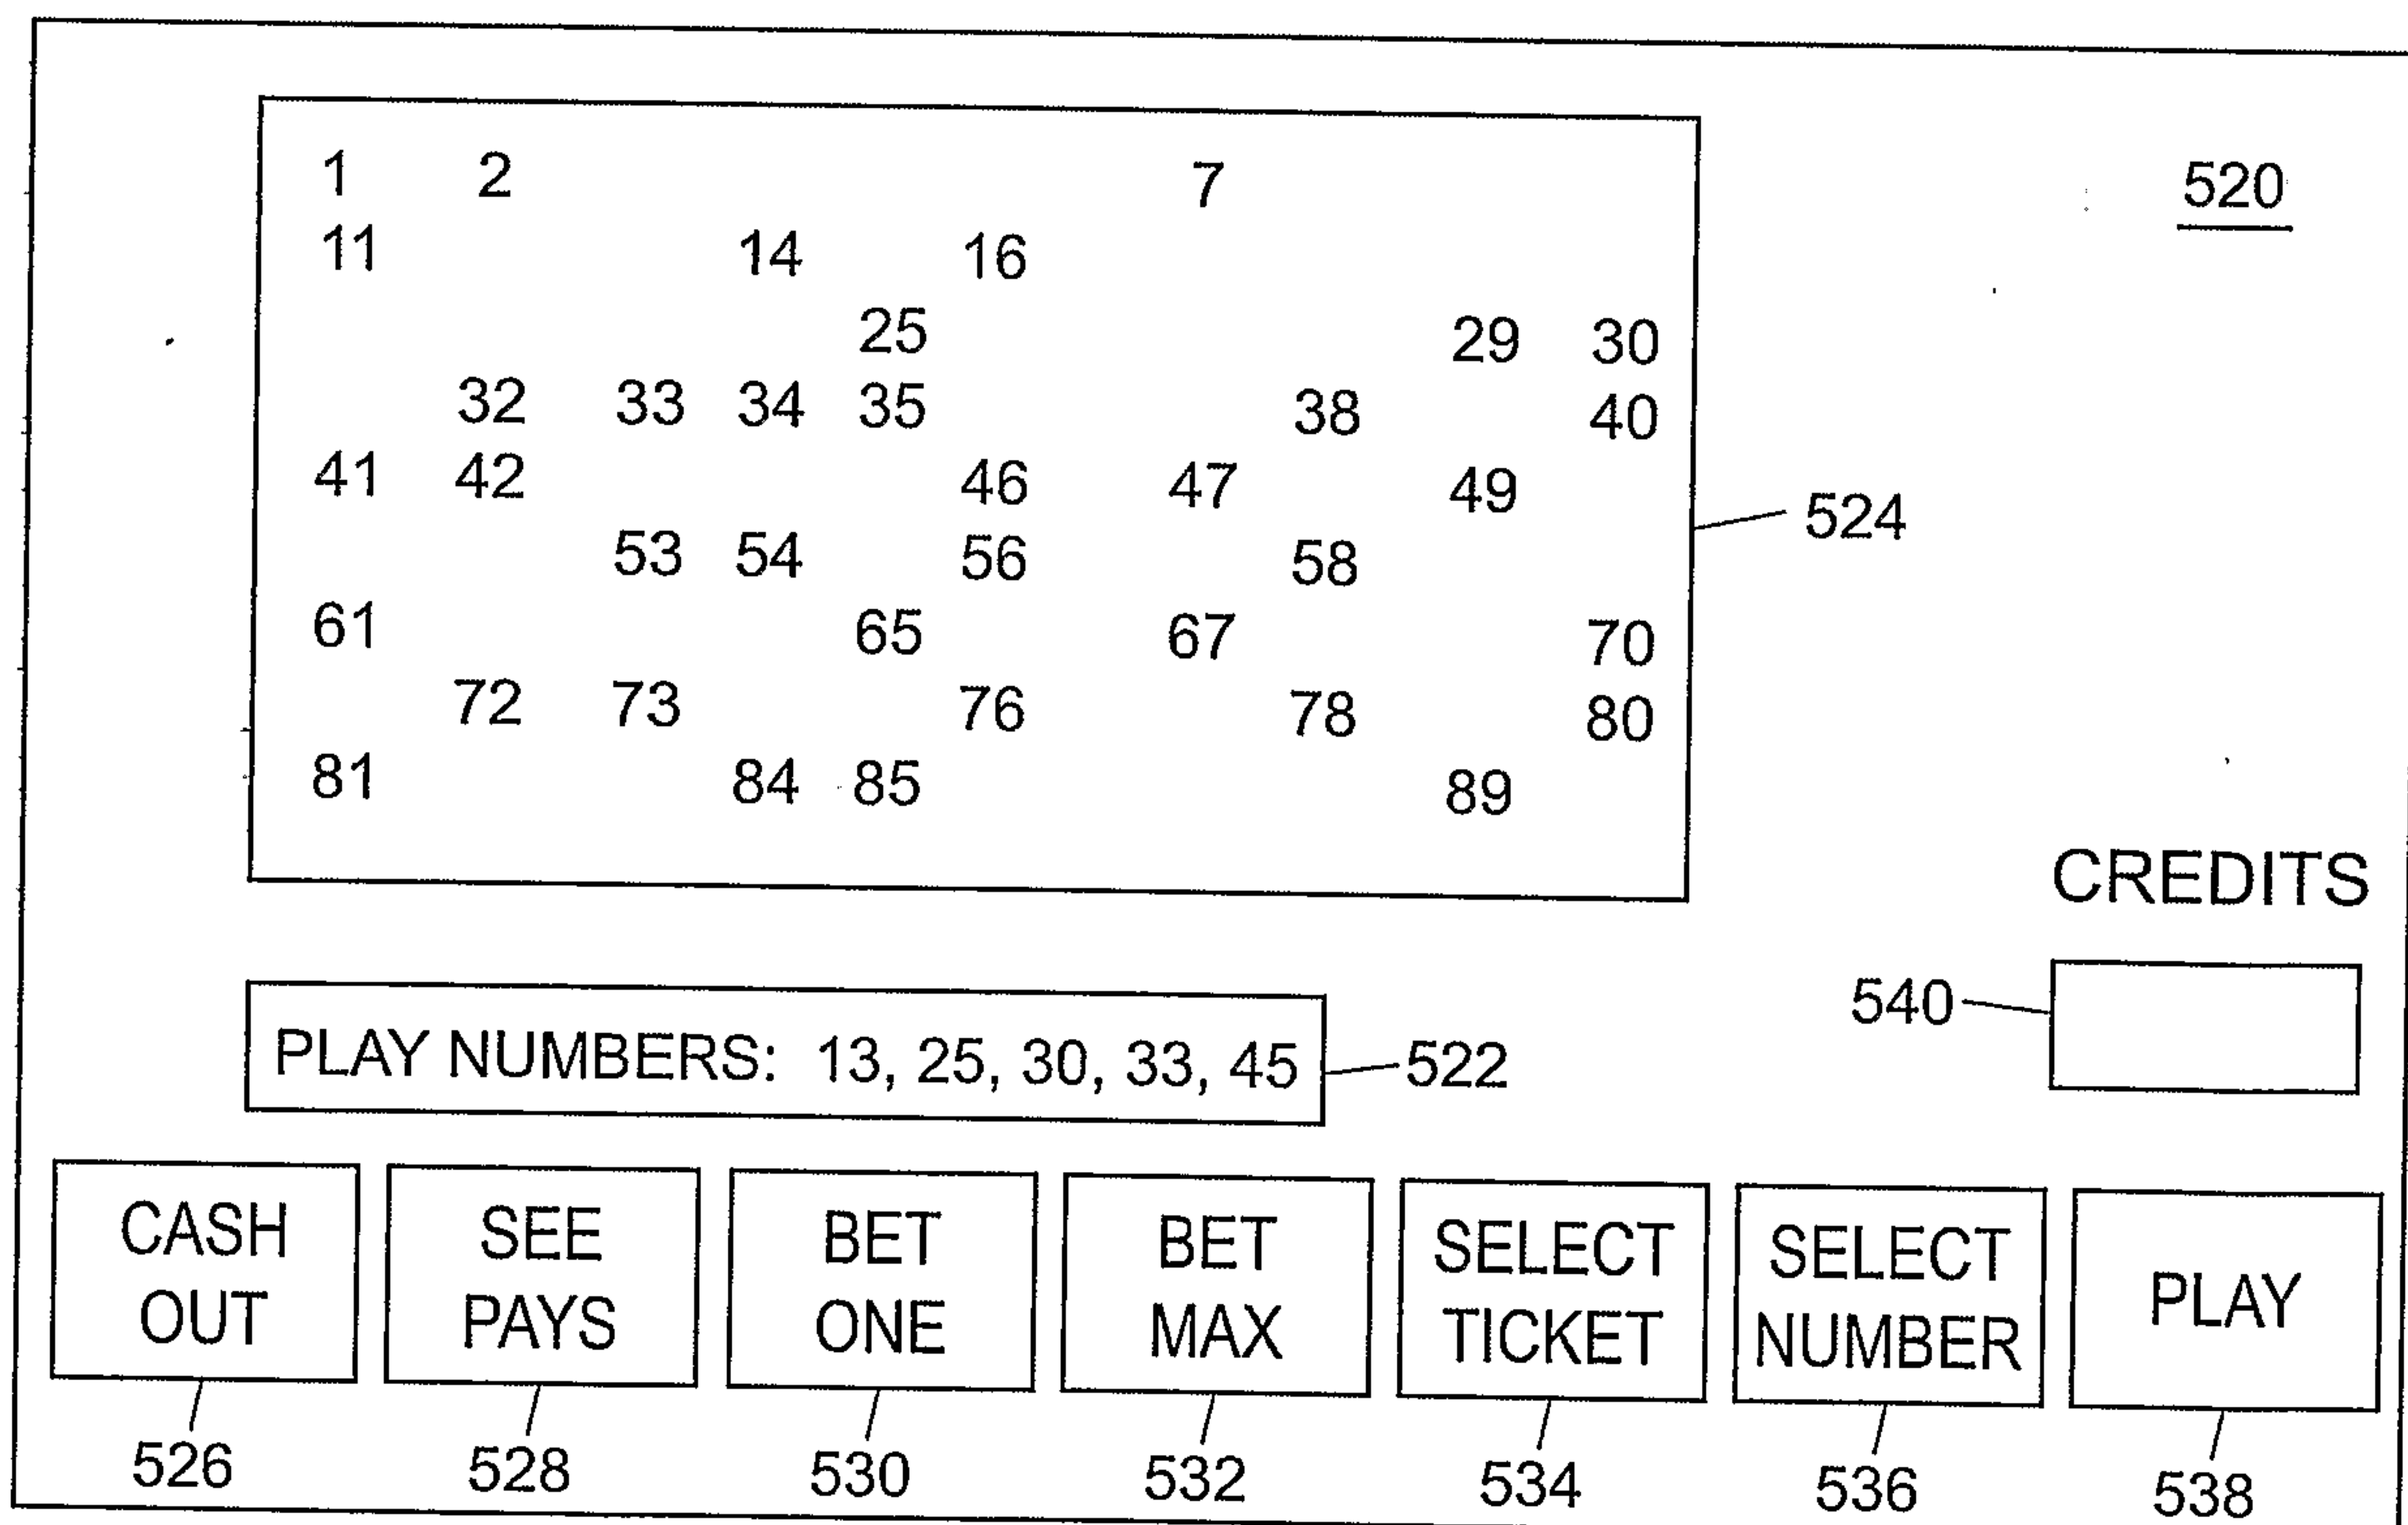 1 2 7 520
11 14 16
25 29 30
32 33 34 35 38 40
41 42 46 47 49
524
53 54 56 58
61 65 67 70
72 73 76 78 80
81 84 85 89
CREDITS
540
PLAY NUMBERS: 13, 25, 30, 33, 45 522
CASH OUT
SEE PAYS
BET ONE
BET MAX
SELECT TICKET
SELECT NUMBER
PLAY
526 528 530 532 534 536 538